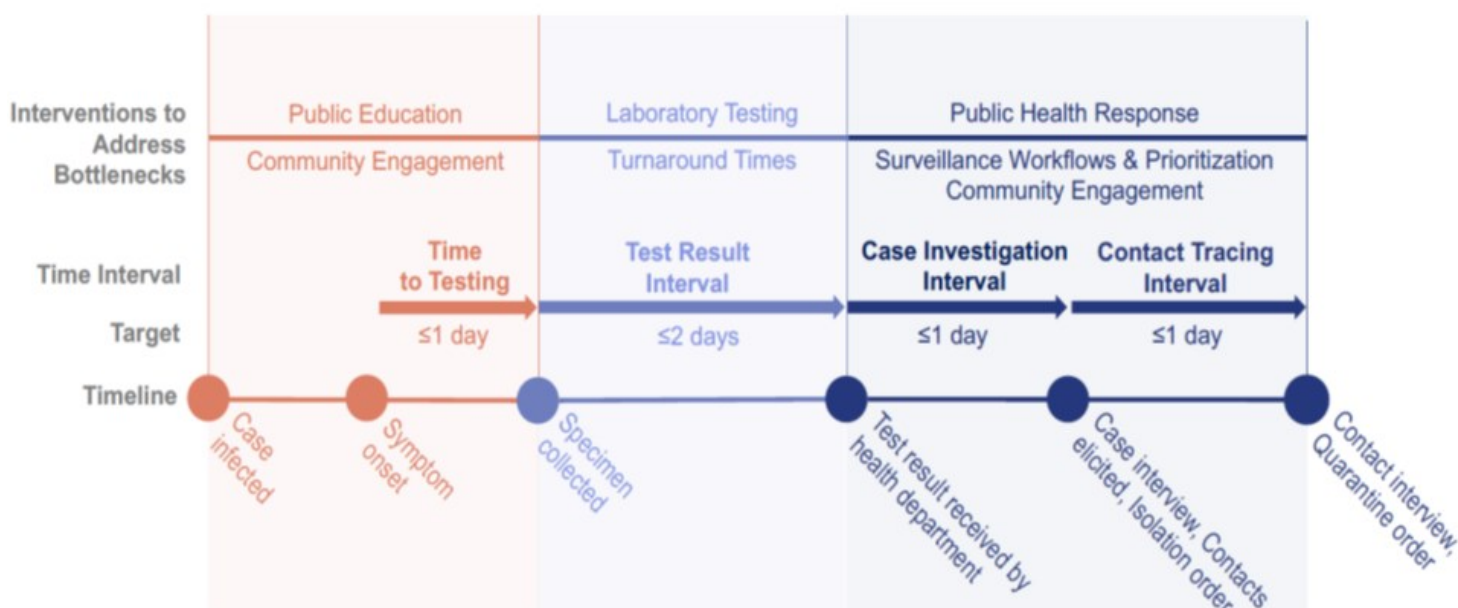 Interventions to
Address
Bottlenecks
Public Education
Community Engagement
Laboratory Testing
Turnaround Times
Public Health Response
Surveillance Workflows & Prioritization
Community Engagement
Time Interval
Time
to Testing
Test Result
Interval
Case Investigation
Interval
Contact Tracing
Interval
Target
≤1 day
≤2 days
≤1 day
≤1 day
Timeline
Case
infected
Symptom
onset
Specimen
collected
Test result received by
health department
Case interview, Contacts
elicited, Isolation order
Contact interview,
Quarantine order